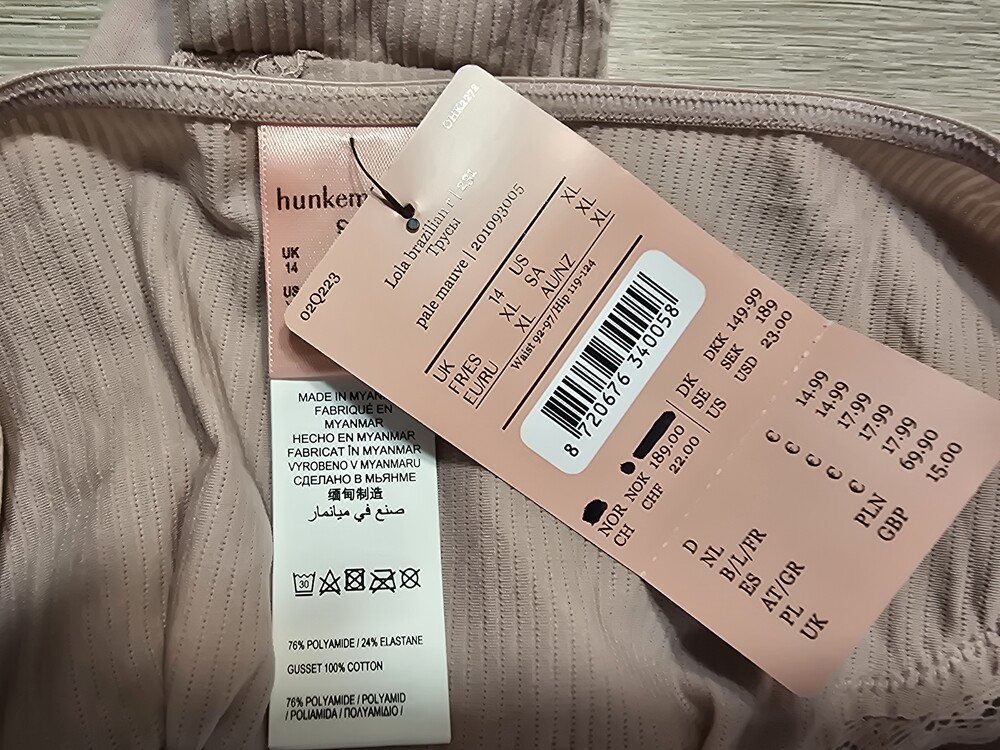 OHK2272
02Q223
Lola brazilian r | 201
Трусы
pale mauve | 201093005
UK 14 US XL
FR/ES XL SA XL
EU/RU XL AU/NZ XL
Waist 92-97/Hip 119-124
8 720676 340058
NOR NOK 189.00 DK DKK 149.99
CH CHF 22.00 SE SEK 189
US USD 23.00
D € 14.99
NL € 14.99
B/L/FR € 17.99
ES € 17.99
AT/GR € 17.99
PL PLN 69.90
UK GBP 15.00
hunkem
UK
14
US
MADE IN MYAN
FABRIQUÉ EN
MYANMAR
HECHO EN MYANMAR
FABRICAT ÎN MYANMAR
VYROBENO V MYANMARU
СДЕЛАНО В МЬЯНМЕ
缅甸制造
صنع في ميانمار
30
76% POLYAMIDE / 24% ELASTANE
GUSSET 100% COTTON
76% POLYAMIDE / POLYAMID
/ POLIAMIDA / ΠΟΛΥΑΜΙΔΙΟ /